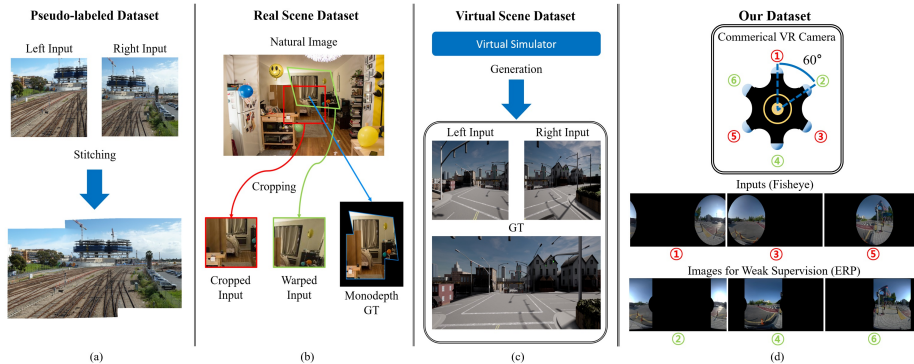 Pseudo-labeled Dataset
Left Input
Right Input
Stitching
(a)
Real Scene Dataset
Natural Image
Cropping
Cropped
Input
Warped
Input
Monodepth
GT
(b)
Virtual Scene Dataset
Virtual Simulator
Generation
Left Input
Right Input
GT
(c)
Our Dataset
Commerical VR Camera
①
60°
⑥
②
⑤
③
④
Inputs (Fisheye)
①
③
⑤
Images for Weak Supervision (ERP)
②
④
⑥
(d)